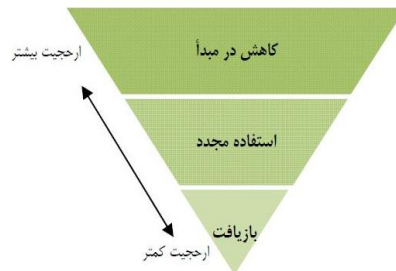 کاهش در مبدأ
ارجحیت بیشتر
استفاده مجدد
بازیافت
ارجحیت کمتر